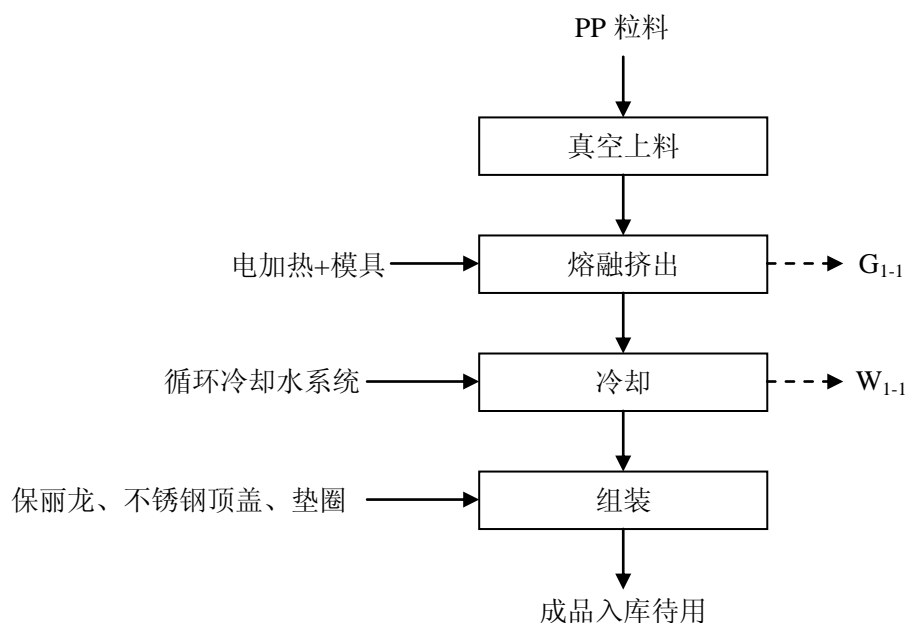 PP 粒料
真空上料
电加热+模具
熔融挤出
G1-1
循环冷却水系统
冷却
W1-1
保丽龙、不锈钢顶盖、垫圈
组装
成品入库待用